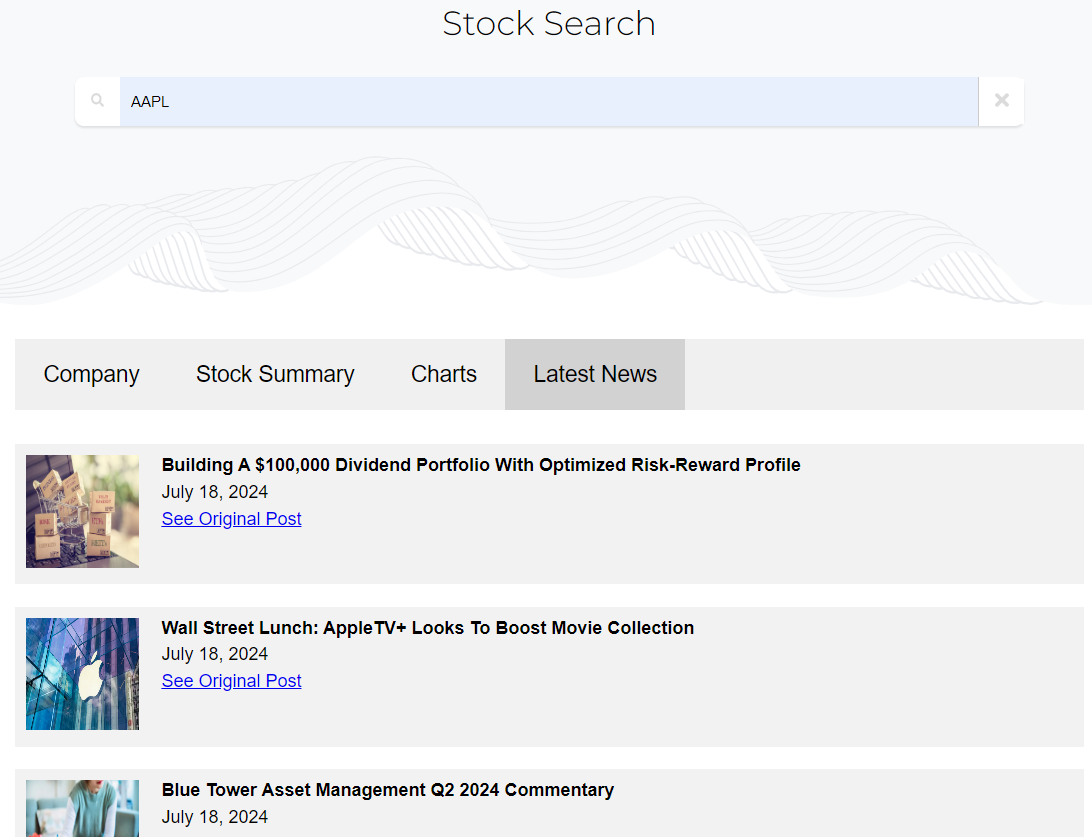 Stock Search
AAPL
Company Stock Summary Charts Latest News
Building A $100,000 Dividend Portfolio With Optimized Risk-Reward Profile
July 18, 2024
See Original Post
Wall Street Lunch: AppleTV+ Looks To Boost Movie Collection
July 18, 2024
See Original Post
Blue Tower Asset Management Q2 2024 Commentary
July 18, 2024